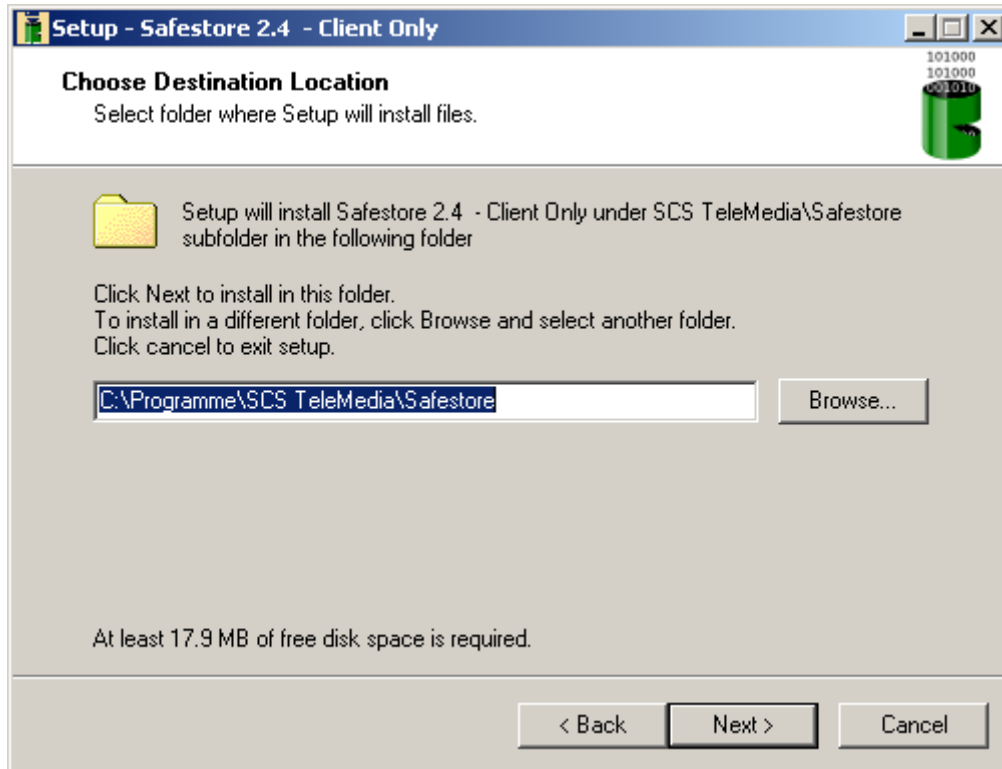 Setup - Safestore 2.4  - Client Only
101000
101000
001010
Choose Destination Location
Select folder where Setup will install files.
Setup will install Safestore 2.4  - Client Only under SCS TeleMedia\Safestore
subfolder in the following folder
Click Next to install in this folder.
To install in a different folder, click Browse and select another folder.
Click cancel to exit setup.
C:\Programme\SCS TeleMedia\Safestore
Browse...
At least 17.9 MB of free disk space is required.
< Back
Next >
Cancel